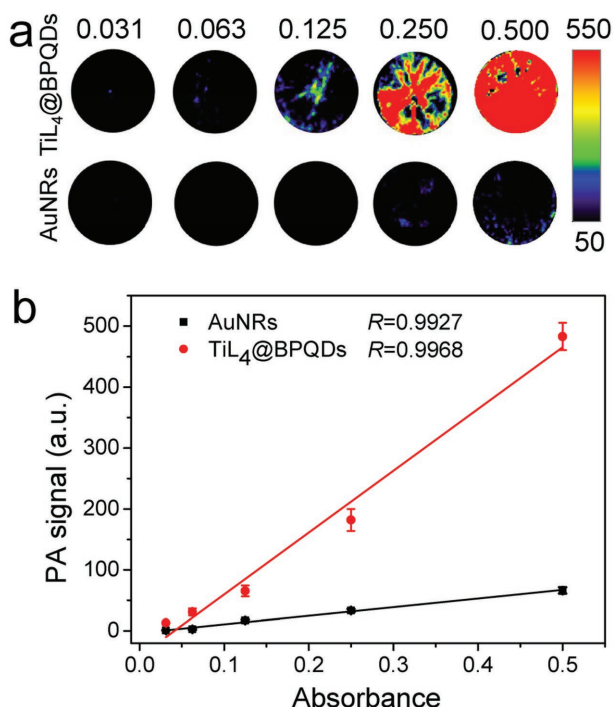 a
0.031 0.063 0.125 0.250 0.500 550
TiL4@BPQDs
AuNRs
50
b
AuNRs R=0.9927
TiL4@BPQDs R=0.9968
PA signal (a.u.)
500
400
300
200
100
0
0.0 0.1 0.2 0.3 0.4 0.5
Absorbance